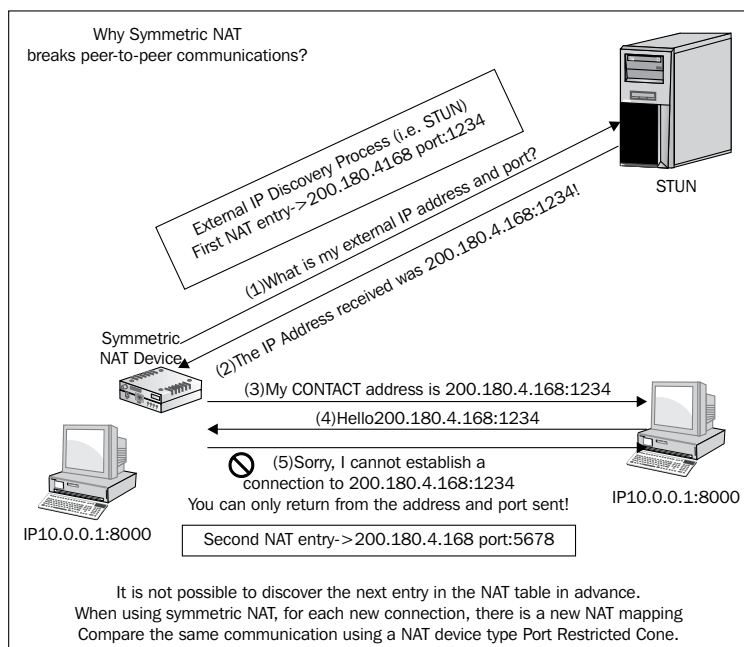 Why Symmetric NAT
breaks peer-to-peer communications?
External IP Discovery Process (i.e. STUN)
First NAT entry->200.180.4168 port:1234
STUN
(1)What is my external IP address and port?
(2)The IP Address received was 200.180.4.168:1234!
Symmetric
NAT Device
(3)My CONTACT address is 200.180.4.168:1234
(4)Hello200.180.4.168:1234
(5)Sorry, I cannot establish a
connection to 200.180.4.168:1234
You can only return from the address and port sent!
IP10.0.0.1:8000
IP10.0.0.1:8000
Second NAT entry->200.180.4.168 port:5678
It is not possible to discover the next entry in the NAT table in advance.
When using symmetric NAT, for each new connection, there is a new NAT mapping
Compare the same communication using a NAT device type Port Restricted Cone.